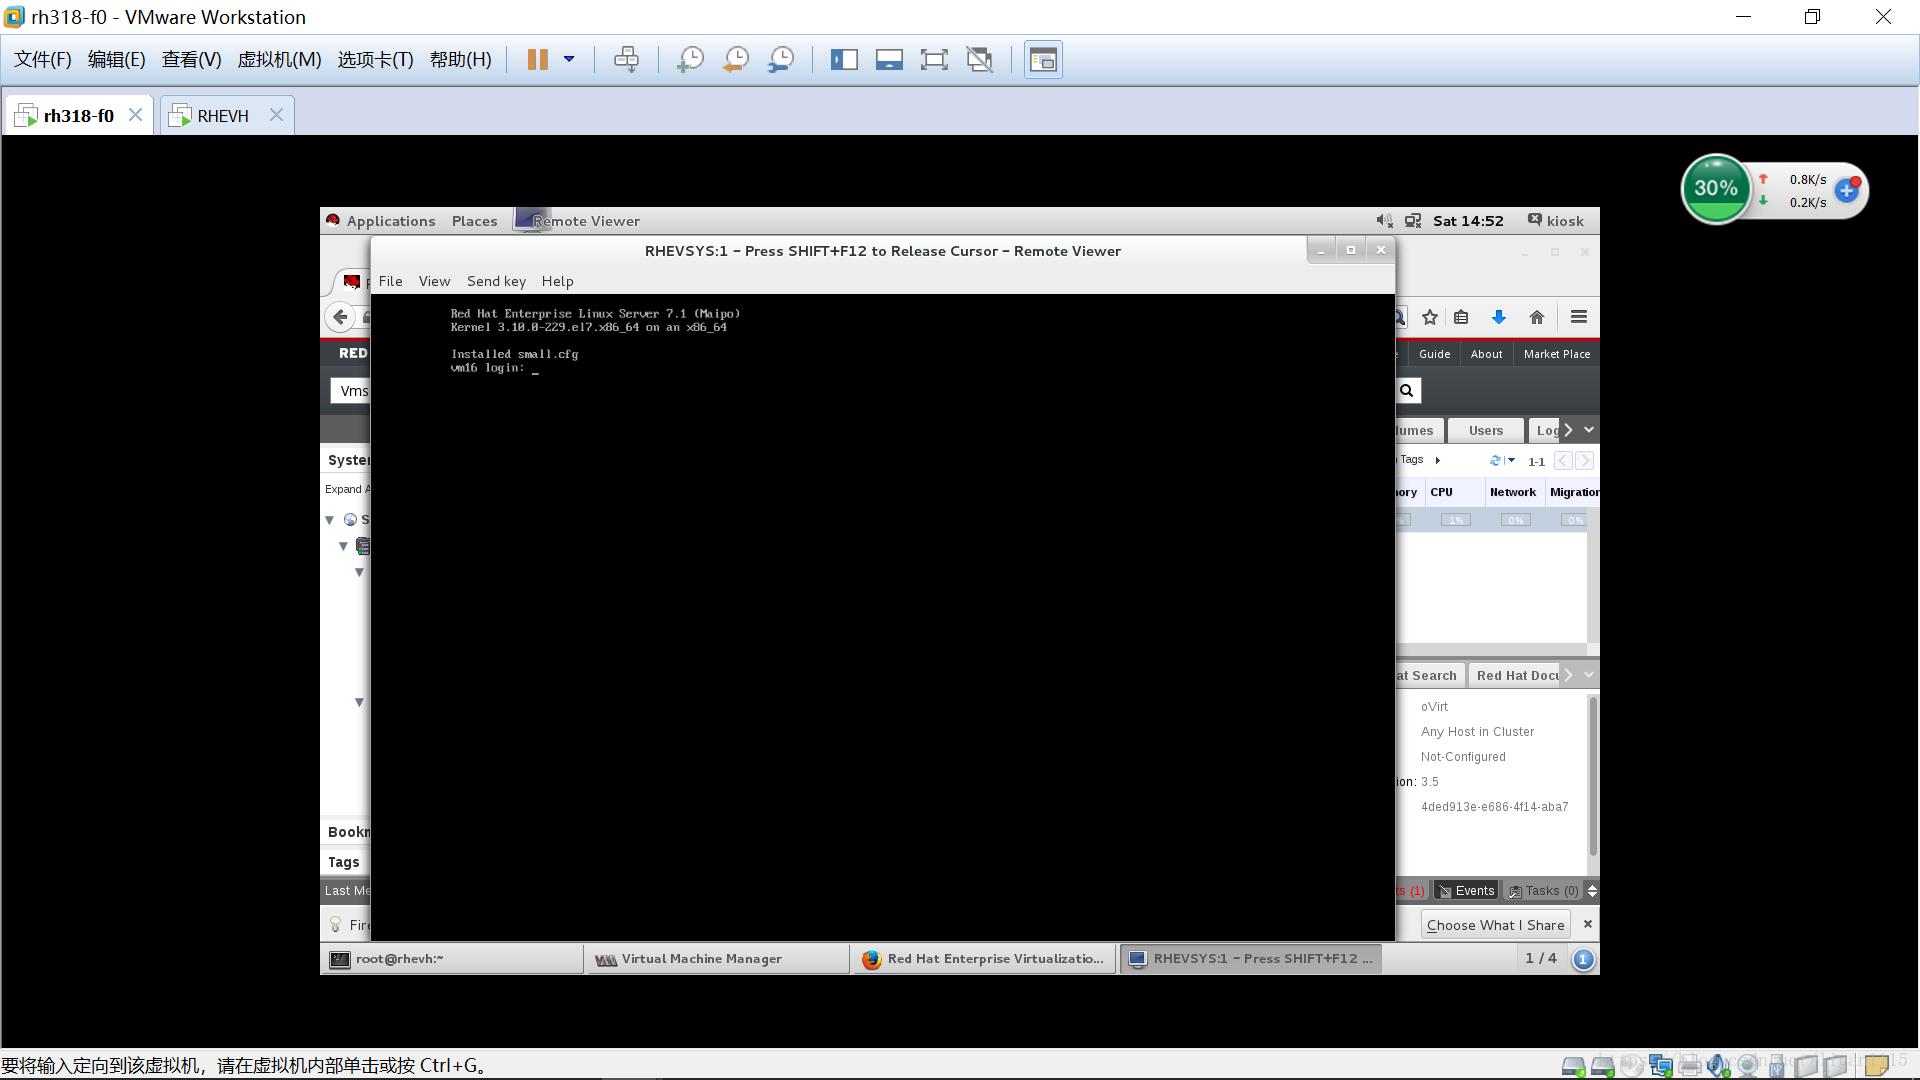 rh318-f0 - VMware Workstation
文件(F) 编辑(E) 查看(V) 虚拟机(M) 选项卡(T) 帮助(H)
rh318-f0 RHEVH
30% 0.8K/s
0.2K/s
Applications Places Remote Viewer Sat 14:52 kiosk
RHEVSYS:1 - Press SHIFT+F12 to Release Cursor - Remote Viewer
File View Send key Help
Red Hat Enterprise Linux Server 7.1 (Maipo)
Kernel 3.10.0-229.el7.x86_64 on an x86_64
Installed small.cfg
vm16 login: _
RED Guide About Market Place
Vms
Users Log
Syste Tags 1-1
Expand A ory CPU Network Migration
S 1% 0% 0%
at Search Red Hat Docu
oVirt
Any Host in Cluster
Not-Configured
ion: 3.5
4ded913e-e686-4f14-aba7
Bookm
Tags
Last Me ts (1) Events Tasks (0)
Fire Choose What I Share
root@rhevh:~ Virtual Machine Manager Red Hat Enterprise Virtualizatio... RHEVSYS:1 - Press SHIFT+F12 ... 1 / 4 1
要将输入定向到该虚拟机，请在虚拟机内部单击或按 Ctrl+G。